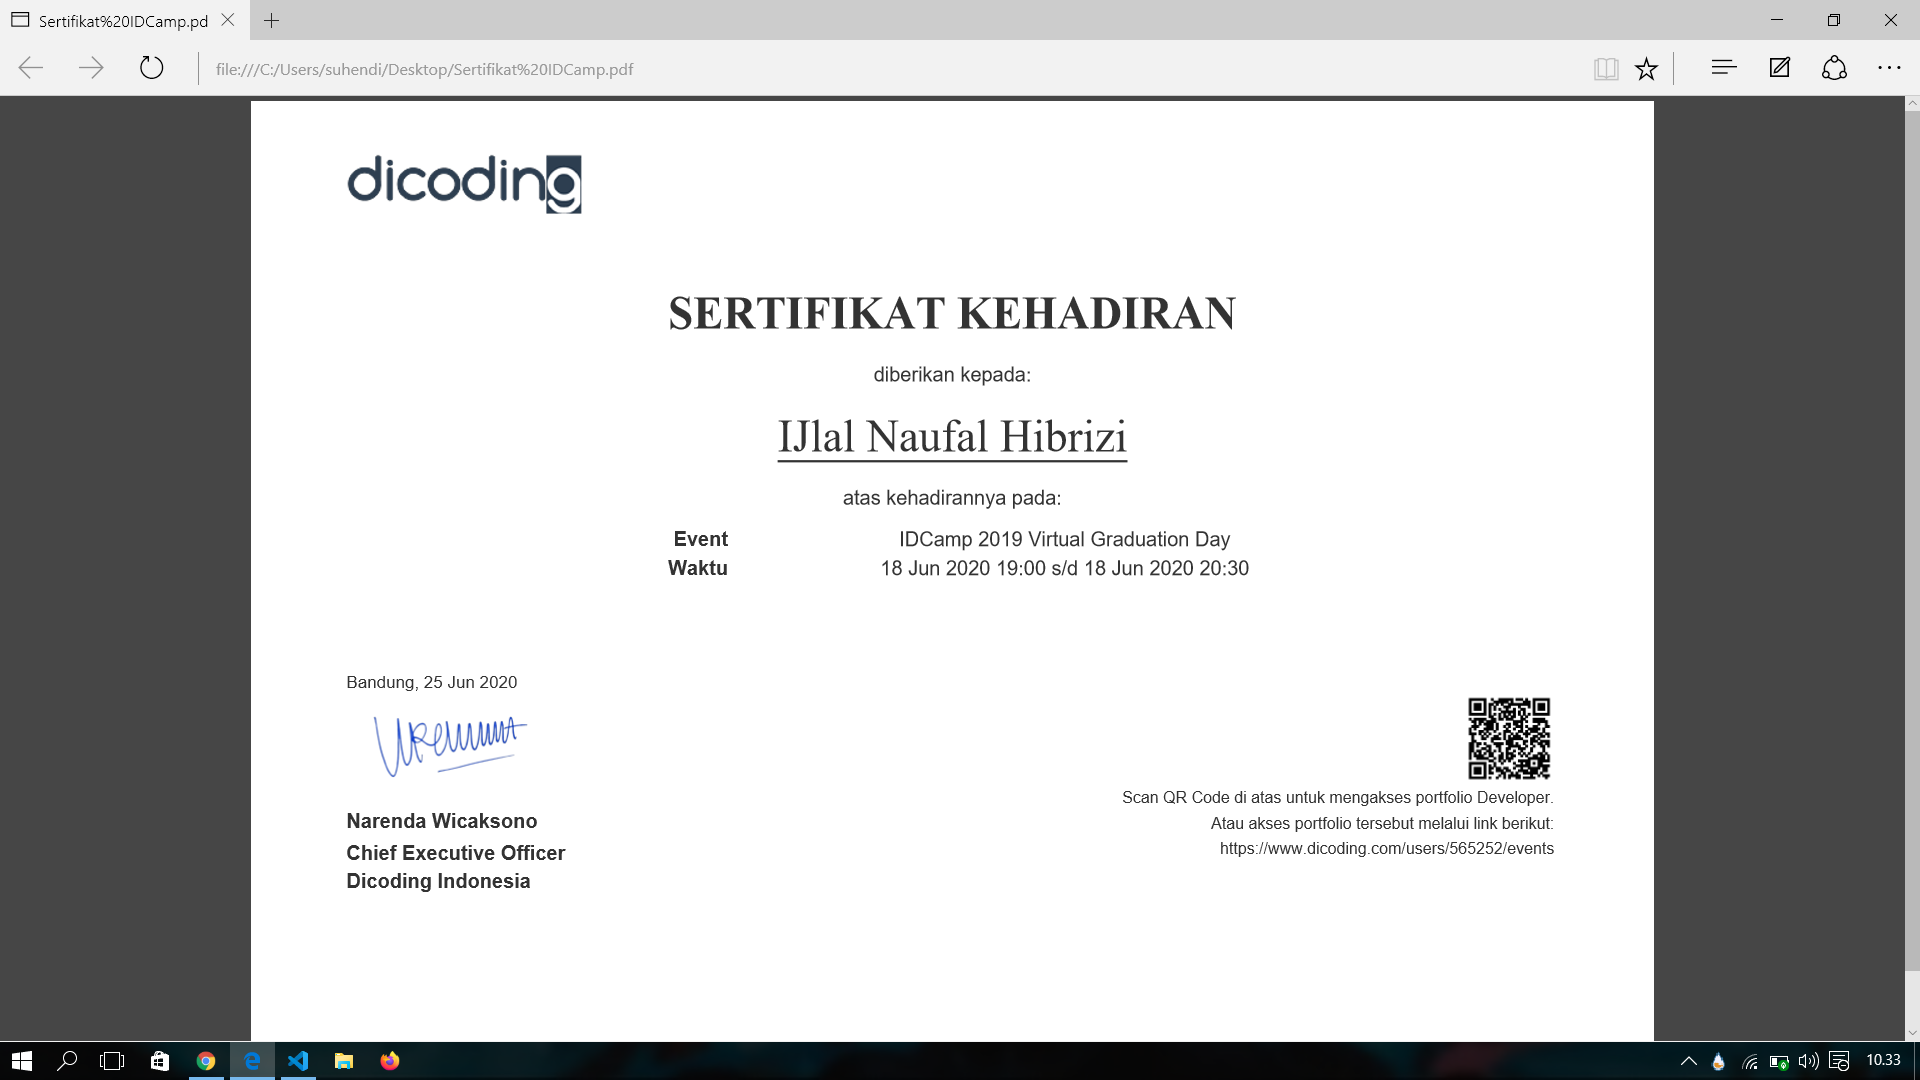 Sertifikat%20IDCamp.pd
file:///C:/Users/suhendi/Desktop/Sertifikat%20IDCamp.pdf
dicoding
SERTIFIKAT KEHADIRAN
diberikan kepada:
IJlal Naufal Hibrizi
atas kehadirannya pada:
Event IDCamp 2019 Virtual Graduation Day
Waktu 18 Jun 2020 19:00 s/d 18 Jun 2020 20:30
Bandung, 25 Jun 2020
Narenda Wicaksono
Chief Executive Officer
Dicoding Indonesia
Scan QR Code di atas untuk mengakses portfolio Developer.
Atau akses portfolio tersebut melalui link berikut:
https://www.dicoding.com/users/565252/events
10.33